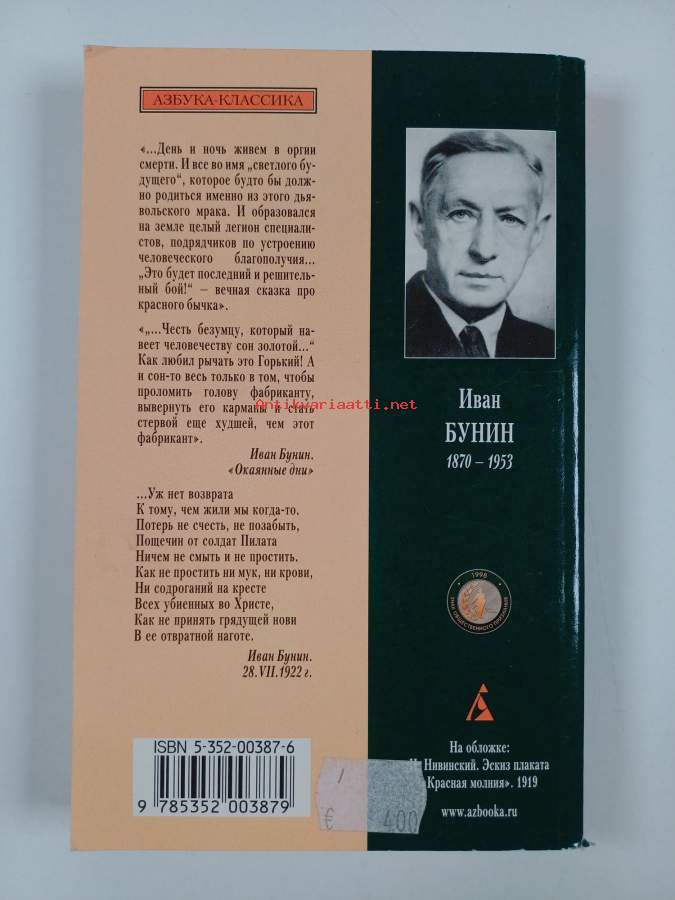 АЗБУКА-КЛАССИКА
«...День и ночь живем в оргии
смерти. И все во имя „светлого бу-
дущего“, которое будто бы долж-
но родиться именно из этого дья-
вольского мрака. И образовался
на земле целый легион специали-
стов, подрядчиков по устроению
человеческого благополучия...
„Это будет последний и решитель-
ный бой!“ – вечная сказка про
красного бычка».
«„...Честь безумцу, который на-
веет человечеству сон золотой...“
Как любил рычать это Горький! А
и сон-то весь только в том, чтобы
проломить голову фабриканту,
вывернуть его карманы и стать
стервой еще худшей, чем этот
фабрикант».
Иван Бунин.
«Окаянные дни»
...Уж нет возврата
К тому, чем жили мы когда-то.
Потерь не счесть, не позабыть,
Пощечин от солдат Пилата
Ничем не смыть и не простить.
Как не простить ни мук, ни крови,
Ни содроганий на кресте
Всех убиенных во Христе,
Как не принять грядущей нови
В ее отвратной наготе.
Иван Бунин.
28.VII.1922 г.
ISBN 5-352-00387-6
9 785352 003879
€ 400
Antikvariaatti.net
Иван
БУНИН
1870 – 1953
1998
ЗНАК ОБЩЕСТВЕННОГО ПРИЗНАНИЯ
На обложке:
Нивинский. Эскиз плаката
«Красная молния». 1919
www.azbooka.ru